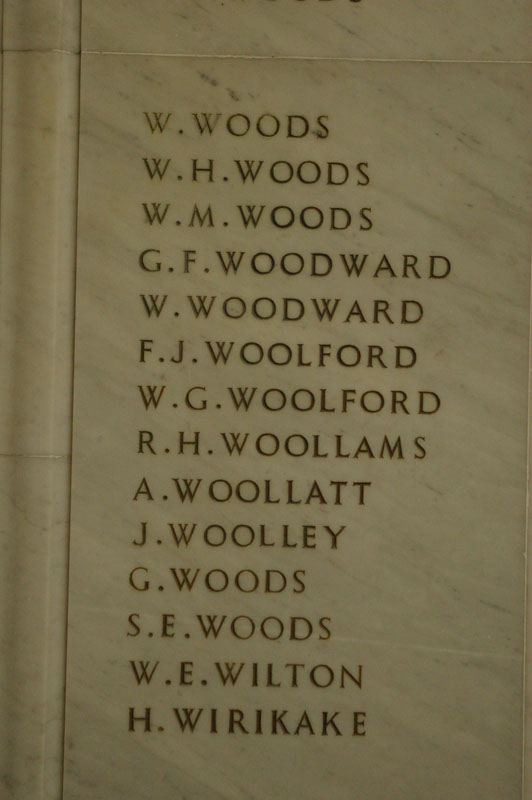 W.WOODS
W.H.WOODS
W.M.WOODS
G.F.WOODWARD
W.WOODWARD
F.J.WOOLFORD
W.G.WOOLFORD
R.H.WOOLLAMS
A.WOOLLATT
J.WOOLLEY
G.WOODS
S.E.WOODS
W.E.WILTON
H.WIRIKAKE